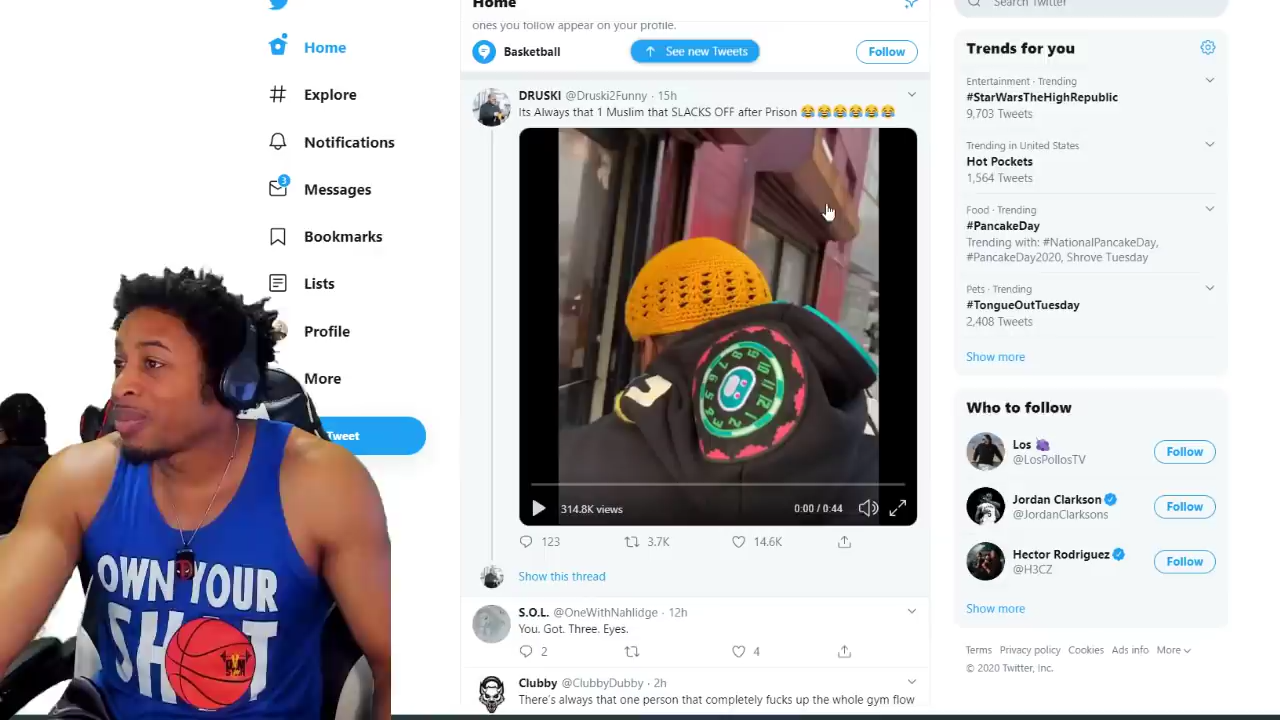 Home
Search Twitter
ones you follow appear on your profile.
Home
Basketball
See new Tweets
Follow
Explore
Notifications
Messages
3
Bookmarks
Lists
Profile
More
Tweet
DRUSKI @Druski2Funny · 15h
Its Always that 1 Muslim that SLACKS OFF after Prison 😂😂😂😂😂😂
314.8K views
0:00 / 0:44
123
3.7K
14.6K
Show this thread
S.O.L. @OneWithNahlidge · 12h
You. Got. Three. Eyes.
2
4
Clubby @ClubbyDubby · 2h
There's always that one person that completely fucks up the whole gym flow
Trends for you
Entertainment · Trending
#StarWarsTheHighRepublic
9,703 Tweets
Trending in United States
Hot Pockets
1,564 Tweets
Food · Trending
#PancakeDay
Trending with: #NationalPancakeDay,
#PancakeDay2020, Shrove Tuesday
Pets · Trending
#TongueOutTuesday
2,408 Tweets
Show more
Who to follow
Los 🍇
@LosPollosTV
Follow
Jordan Clarkson
@JordanClarksons
Follow
Hector Rodriguez
@H3CZ
Follow
Show more
Terms Privacy policy Cookies Ads info More
© 2020 Twitter, Inc.
OWN YOUR
SHOT